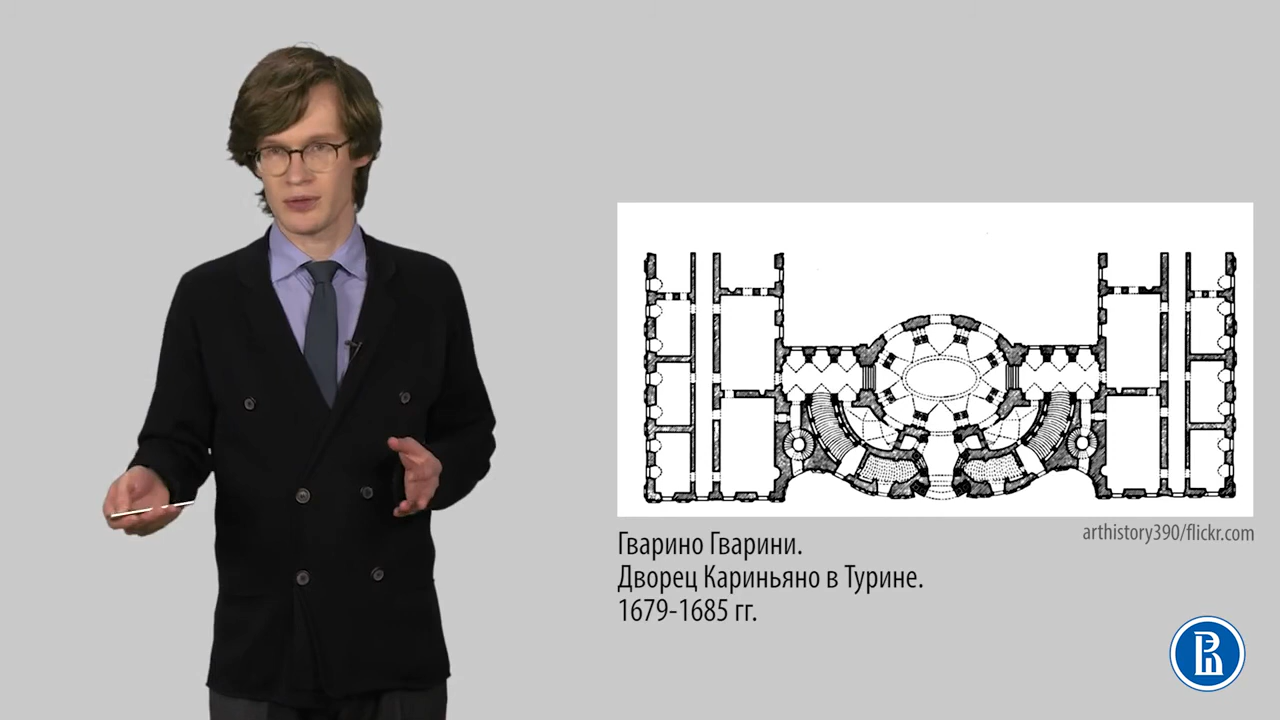 arthistory390/flickr.com
Гварино Гварини.
Дворец Кариньяно в Турине.
1679-1685 гг.